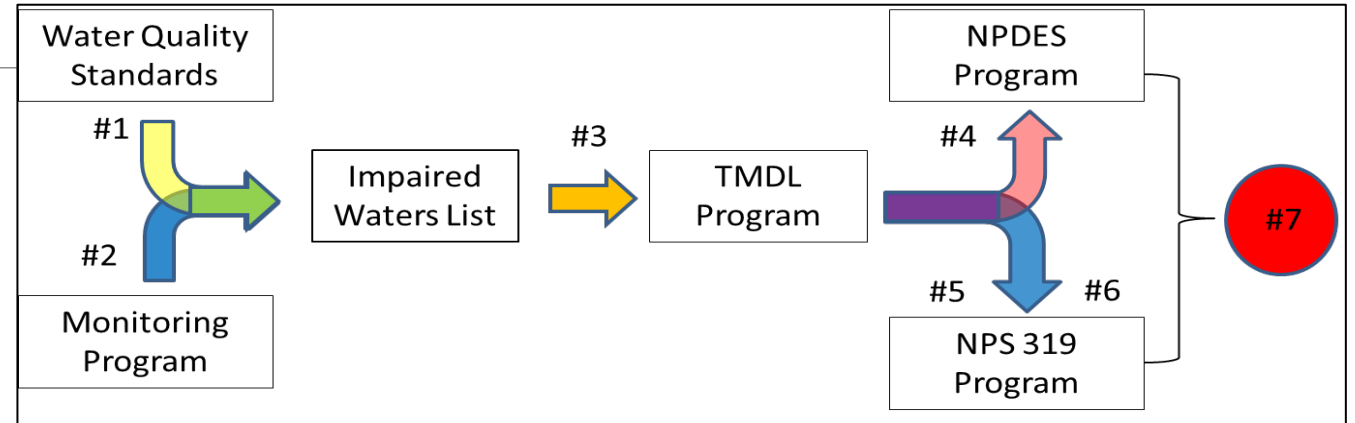 Water Quality
Standards
#1
#2
Monitoring
Program
Impaired
Waters List
#3
TMDL
Program
NPDES
Program
#4
#5
#6
NPS 319
Program
#7